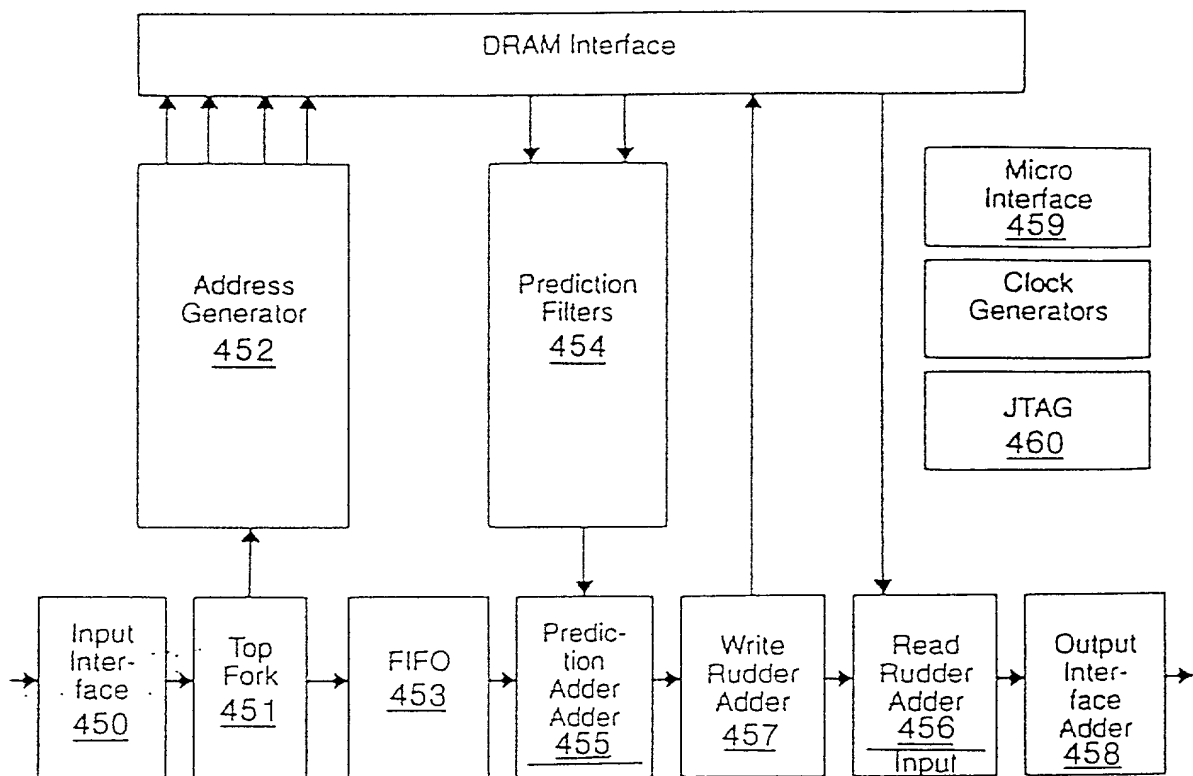 DRAM Interface
Address
Generator
452
Prediction
Filters
454
Micro
Interface
459
Clock
Generators
JTAG
460
Input
Inter-
face
450
Top
Fork
451
FIFO
453
Predic-
tion
Adder
Adder
455
Write
Rudder
Adder
457
Read
Rudder
Adder
456
Input
Output
Inter-
face
Adder
458